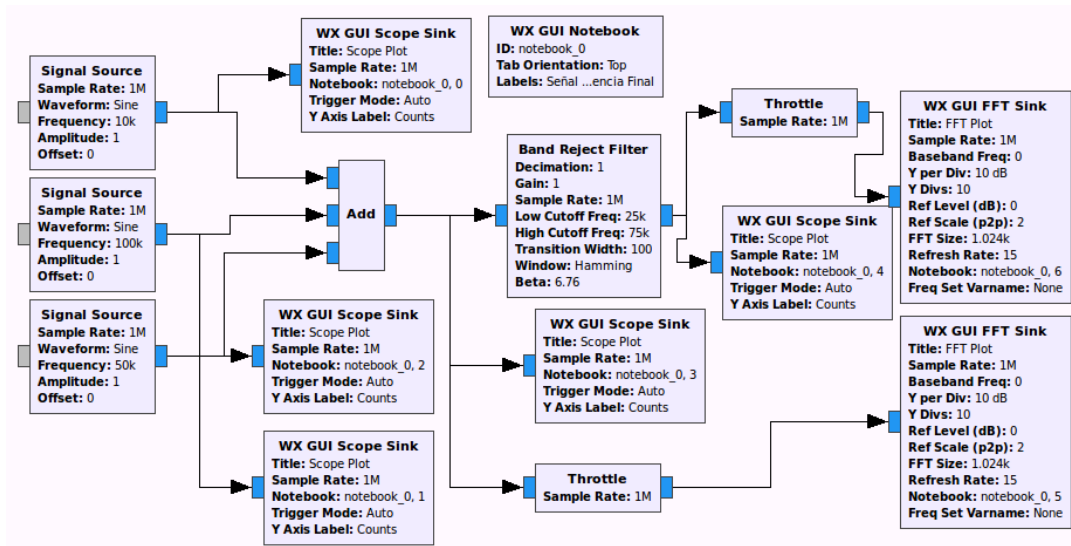 WX GUI Scope Sink
Title: Scope Plot
Sample Rate: 1M
Notebook: notebook_0, 0
Trigger Mode: Auto
Y Axis Label: Counts
WX GUI Notebook
ID: notebook_0
Tab Orientation: Top
Labels: Señal ...encia Final
Signal Source
Sample Rate: 1M
Waveform: Sine
Frequency: 10k
Amplitude: 1
Offset: 0
Throttle
Sample Rate: 1M
WX GUI FFT Sink
Title: FFT Plot
Sample Rate: 1M
Baseband Freq: 0
Y per Div: 10 dB
Y Divs: 10
Ref Level (dB): 0
Ref Scale (p2p): 2
FFT Size: 1.024k
Refresh Rate: 15
Notebook: notebook_0, 6
Freq Set Varname: None
Band Reject Filter
Decimation: 1
Gain: 1
Sample Rate: 1M
Low Cutoff Freq: 25k
High Cutoff Freq: 75k
Transition Width: 100
Window: Hamming
Beta: 6.76
Signal Source
Sample Rate: 1M
Waveform: Sine
Frequency: 100k
Amplitude: 1
Offset: 0
Add
WX GUI Scope Sink
Title: Scope Plot
Sample Rate: 1M
Notebook: notebook_0, 4
Trigger Mode: Auto
Y Axis Label: Counts
Signal Source
Sample Rate: 1M
Waveform: Sine
Frequency: 50k
Amplitude: 1
Offset: 0
WX GUI Scope Sink
Title: Scope Plot
Sample Rate: 1M
Notebook: notebook_0, 2
Trigger Mode: Auto
Y Axis Label: Counts
WX GUI Scope Sink
Title: Scope Plot
Sample Rate: 1M
Notebook: notebook_0, 3
Trigger Mode: Auto
Y Axis Label: Counts
WX GUI FFT Sink
Title: FFT Plot
Sample Rate: 1M
Baseband Freq: 0
Y per Div: 10 dB
Y Divs: 10
Ref Level (dB): 0
Ref Scale (p2p): 2
FFT Size: 1.024k
Refresh Rate: 15
Notebook: notebook_0, 5
Freq Set Varname: None
WX GUI Scope Sink
Title: Scope Plot
Sample Rate: 1M
Notebook: notebook_0, 1
Trigger Mode: Auto
Y Axis Label: Counts
Throttle
Sample Rate: 1M